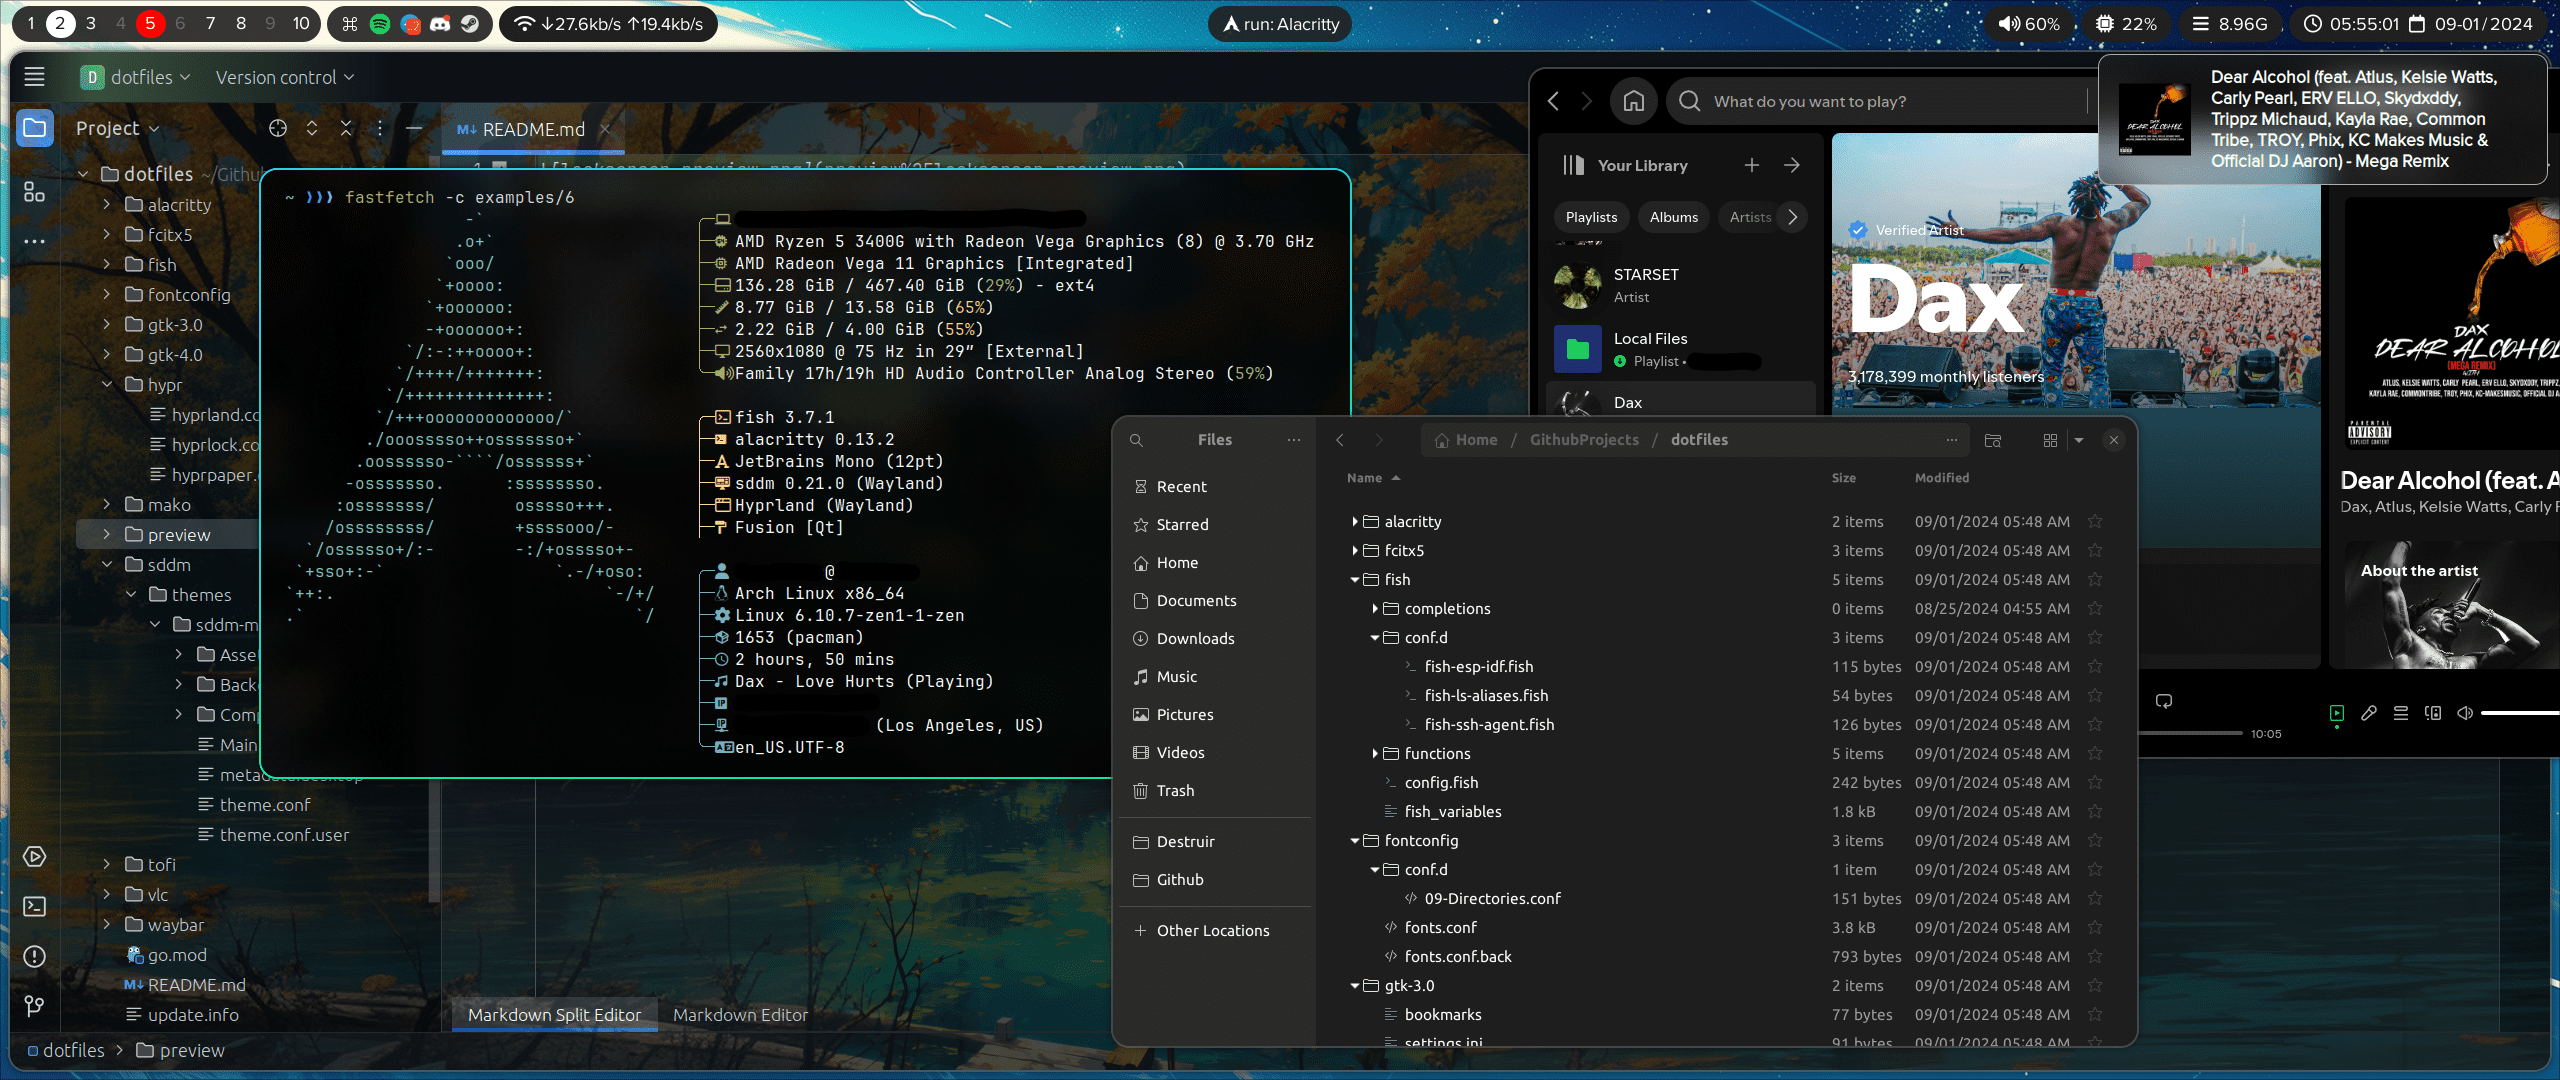 1 2 3 4 5 6 7 8 9 10
↓27.6kb/s ↑19.4kb/s
run: Alacritty
60%
22%
8.96G
05:55:01
09-01/2024
D dotfiles
Version control
Project
README.md
dotfiles ~/Github
alacritty
fcitx5
fish
fontconfig
gtk-3.0
gtk-4.0
hypr
hyprland.co
hyprlock.co
hyprpaper.
mako
preview
sddm
themes
sddm-m
Asse
Back
Comp
Main
metadata.desktop
theme.conf
theme.conf.user
tofi
vlc
waybar
go.mod
README.md
update.info
Markdown Split Editor
Markdown Editor
dotfiles > preview
~ ❯❯❯ fastfetch -c examples/6
AMD Ryzen 5 3400G with Radeon Vega Graphics (8) @ 3.70 GHz
AMD Radeon Vega 11 Graphics [Integrated]
136.28 GiB / 467.40 GiB (29%) - ext4
8.77 GiB / 13.58 GiB (65%)
2.22 GiB / 4.00 GiB (55%)
2560x1080 @ 75 Hz in 29″ [External]
Family 17h/19h HD Audio Controller Analog Stereo (59%)
fish 3.7.1
alacritty 0.13.2
JetBrains Mono (12pt)
sddm 0.21.0 (Wayland)
Hyprland (Wayland)
Fusion [Qt]
@
Arch Linux x86_64
Linux 6.10.7-zen1-1-zen
1653 (pacman)
2 hours, 50 mins
Dax - Love Hurts (Playing)
(Los Angeles, US)
en_US.UTF-8
What do you want to play?
Your Library
Playlists
Albums
Artists
STARSET
Artist
Local Files
Playlist •
Dax
Verified Artist
Dax
3,178,399 monthly listeners
Dear Alcohol (feat. Atlus, Kelsie Watts,
Carly Pearl, ERV ELLO, Skydxddy,
Trippz Michaud, Kayla Rae, Common
Tribe, TROY, Phix, KC Makes Music &
Official DJ Aaron) - Mega Remix
DAX
DEAR ALCOHOL
(MEGA REMIX)
WITH
PARENTAL
ADVISORY
EXPLICIT CONTENT
Dear Alcohol (feat. A
Dax, Atlus, Kelsie Watts, Carly P
About the artist
10:05
Files
Home / GithubProjects / dotfiles
Recent
Starred
Home
Documents
Downloads
Music
Pictures
Videos
Trash
Destruir
Github
Other Locations
Name Size Modified
alacritty 2 items 09/01/2024 05:48 AM
fcitx5 3 items 09/01/2024 05:48 AM
fish 5 items 09/01/2024 05:48 AM
completions 0 items 08/25/2024 04:55 AM
conf.d 3 items 09/01/2024 05:48 AM
fish-esp-idf.fish 115 bytes 09/01/2024 05:48 AM
fish-ls-aliases.fish 54 bytes 09/01/2024 05:48 AM
fish-ssh-agent.fish 126 bytes 09/01/2024 05:48 AM
functions 5 items 09/01/2024 05:48 AM
config.fish 242 bytes 09/01/2024 05:48 AM
fish_variables 1.8 kB 09/01/2024 05:48 AM
fontconfig 3 items 09/01/2024 05:48 AM
conf.d 1 item 09/01/2024 05:48 AM
09-Directories.conf 151 bytes 09/01/2024 05:48 AM
fonts.conf 3.8 kB 09/01/2024 05:48 AM
fonts.conf.back 793 bytes 09/01/2024 05:48 AM
gtk-3.0 2 items 09/01/2024 05:48 AM
bookmarks 77 bytes 09/01/2024 05:48 AM
settings.ini 91 bytes 09/01/2024 05:48 AM